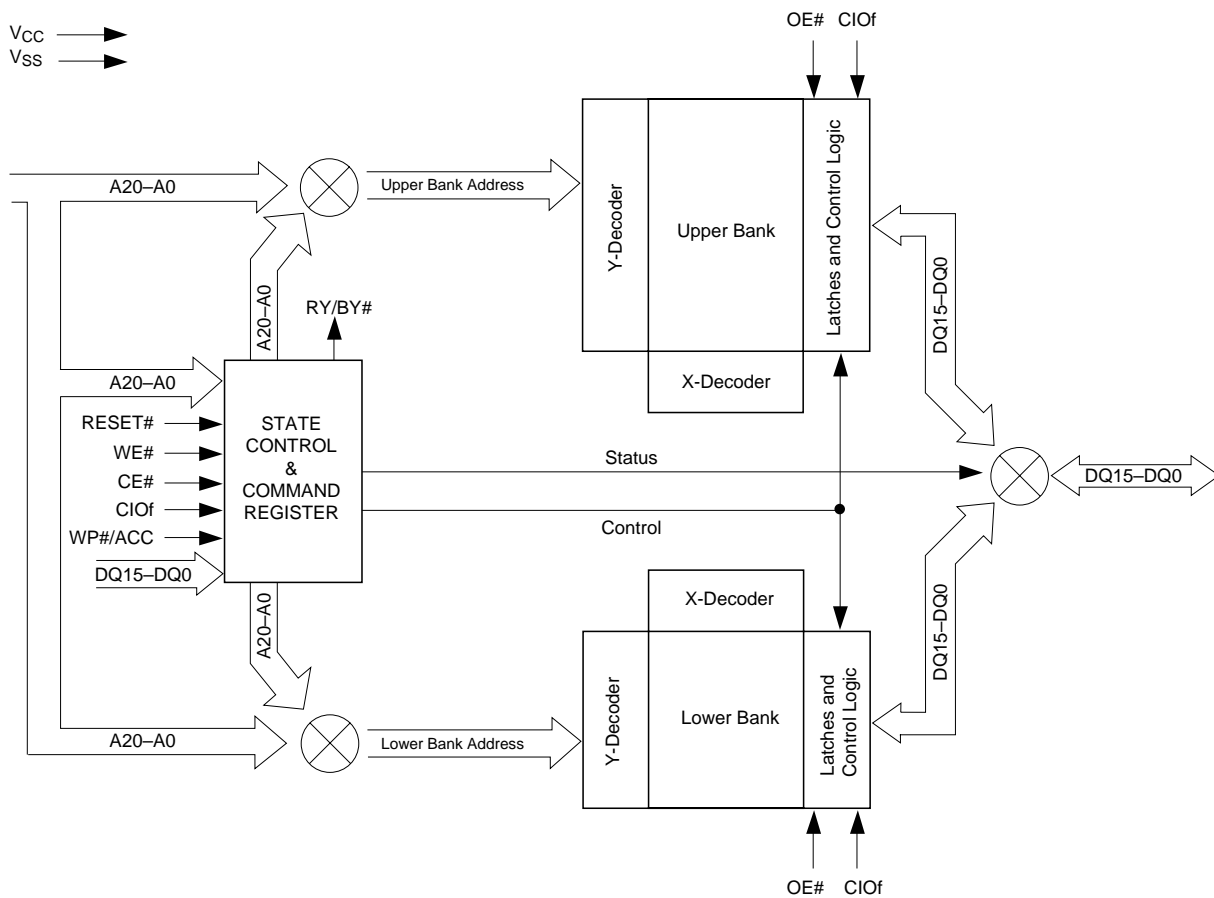 VCC
VSS
OE# CIOf
A20–A0
Upper Bank Address
Y-Decoder
Upper Bank
Latches and Control Logic
X-Decoder
DQ15–DQ0
A20–A0
RY/BY#
A20–A0
RESET#
WE#
CE#
CIOf
WP#/ACC
DQ15–DQ0
STATE
CONTROL
&
COMMAND
REGISTER
Status
Control
DQ15–DQ0
A20–A0
X-Decoder
Y-Decoder
Lower Bank
Latches and
Control Logic
DQ15–DQ0
A20–A0
Lower Bank Address
OE# CIOf